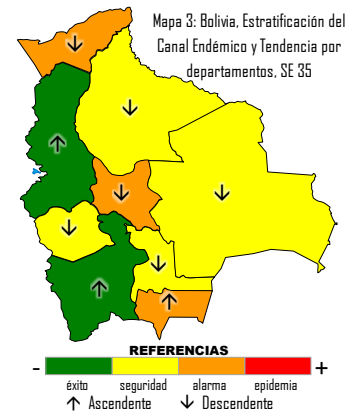 Mapa 3: Bolivia, Estratificación del
Canal Endémico y Tendencia por
departamentos, SE 35
REFERENCIAS
- +
éxito seguridad alarma epidemia
↑ Ascendente ↓ Descendente